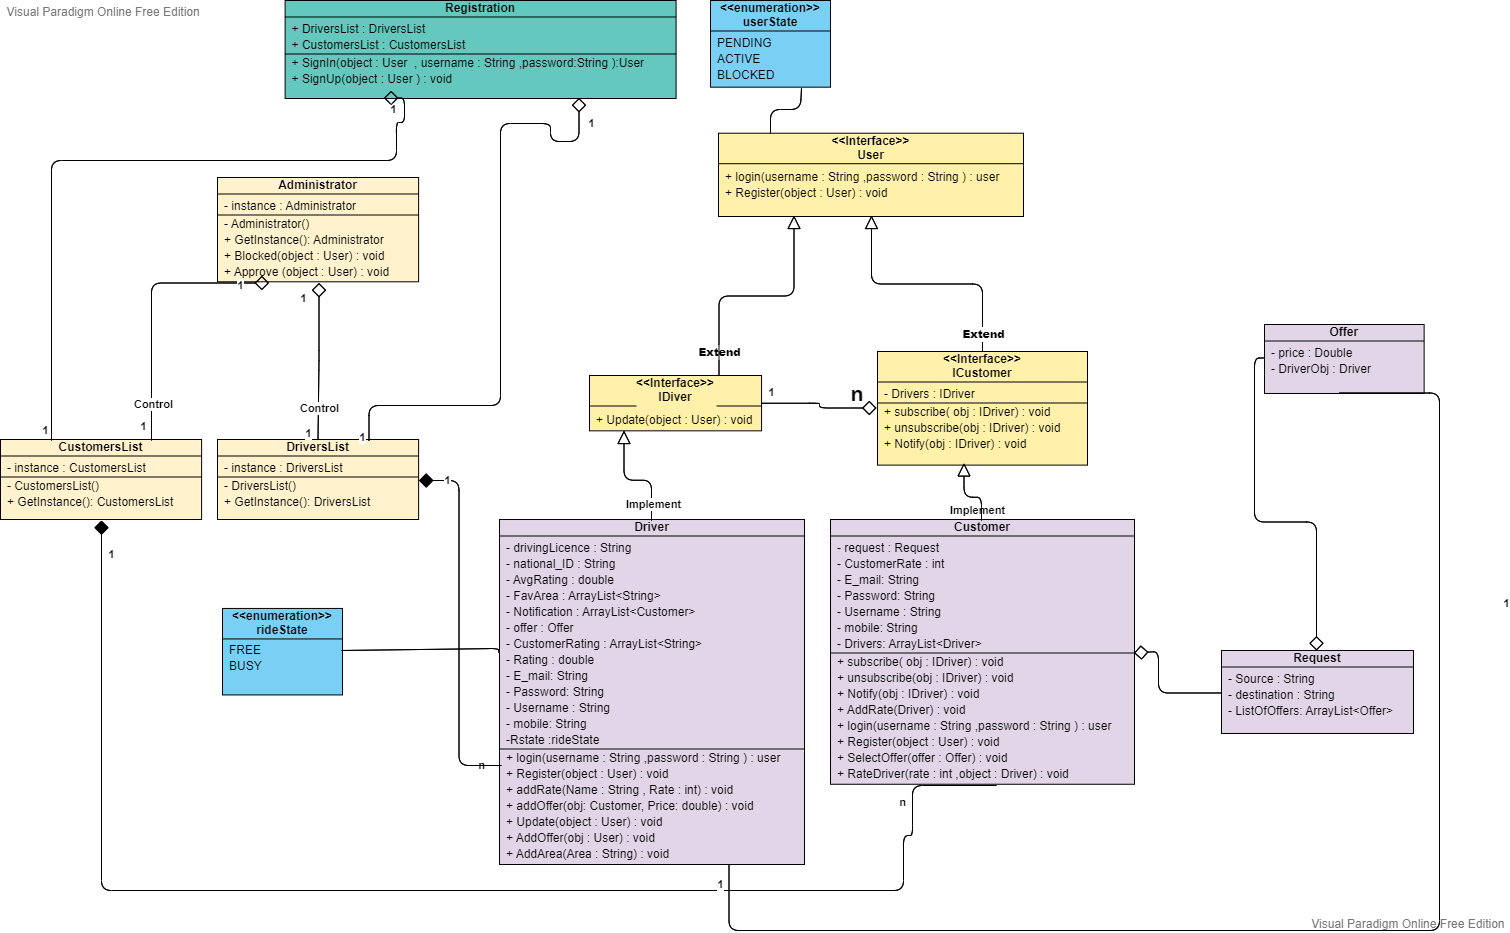 Visual Paradigm Online Free Edition
Registration
+ DriversList : DriversList
+ CustomersList : CustomersList
+ SignIn(object : User , username : String ,password:String ):User
+ SignUp(object : User ) : void
1
1
<<enumeration>>
userState
PENDING
ACTIVE
BLOCKED
<<Interface>>
User
+ login(username : String ,password : String ) : user
+ Register(object : User) : void
Administrator
- instance : Administrator
- Administrator()
+ GetInstance(): Administrator
+ Blocked(object : User) : void
+ Approve (object : User) : void
1
1
Control
Control
1
1
1
1
Extend
Extend
<<Interface>>
IDiver
+ Update(object : User) : void
1
n
<<Interface>>
ICustomer
- Drivers : IDriver
+ subscribe( obj : IDriver) : void
+ unsubscribe(obj : IDriver) : void
+ Notify(obj : IDriver) : void
Offer
- price : Double
- DriverObj : Driver
CustomersList
- instance : CustomersList
- CustomersList()
+ GetInstance(): CustomersList
1
DriversList
- instance : DriversList
- DriversList()
+ GetInstance(): DriversList
1
Implement
Implement
Driver
- drivingLicence : String
- national_ID : String
- AvgRating : double
- FavArea : ArrayList<String>
- Notification : ArrayList<Customer>
- offer : Offer
- CustomerRating : ArrayList<String>
- Rating : double
- E_mail: String
- Password: String
- Username : String
- mobile: String
-Rstate :rideState
+ login(username : String ,password : String ) : user
+ Register(object : User) : void
+ addRate(Name : String , Rate : int) : void
+ addOffer(obj: Customer, Price: double) : void
+ Update(object : User) : void
+ AddOffer(obj : User) : void
+ AddArea(Area : String) : void
n
<<enumeration>>
rideState
FREE
BUSY
Customer
- request : Request
- CustomerRate : int
- E_mail: String
- Password: String
- Username : String
- mobile: String
- Drivers: ArrayList<Driver>
+ subscribe( obj : IDriver) : void
+ unsubscribe(obj : IDriver) : void
+ Notify(obj : IDriver) : void
+ AddRate(Driver) : void
+ login(username : String ,password : String ) : user
+ Register(object : User) : void
+ SelectOffer(offer : Offer) : void
+ RateDriver(rate : int ,object : Driver) : void
n
Request
- Source : String
- destination : String
- ListOfOffers: ArrayList<Offer>
1
1
Visual Paradigm Online Free Edition